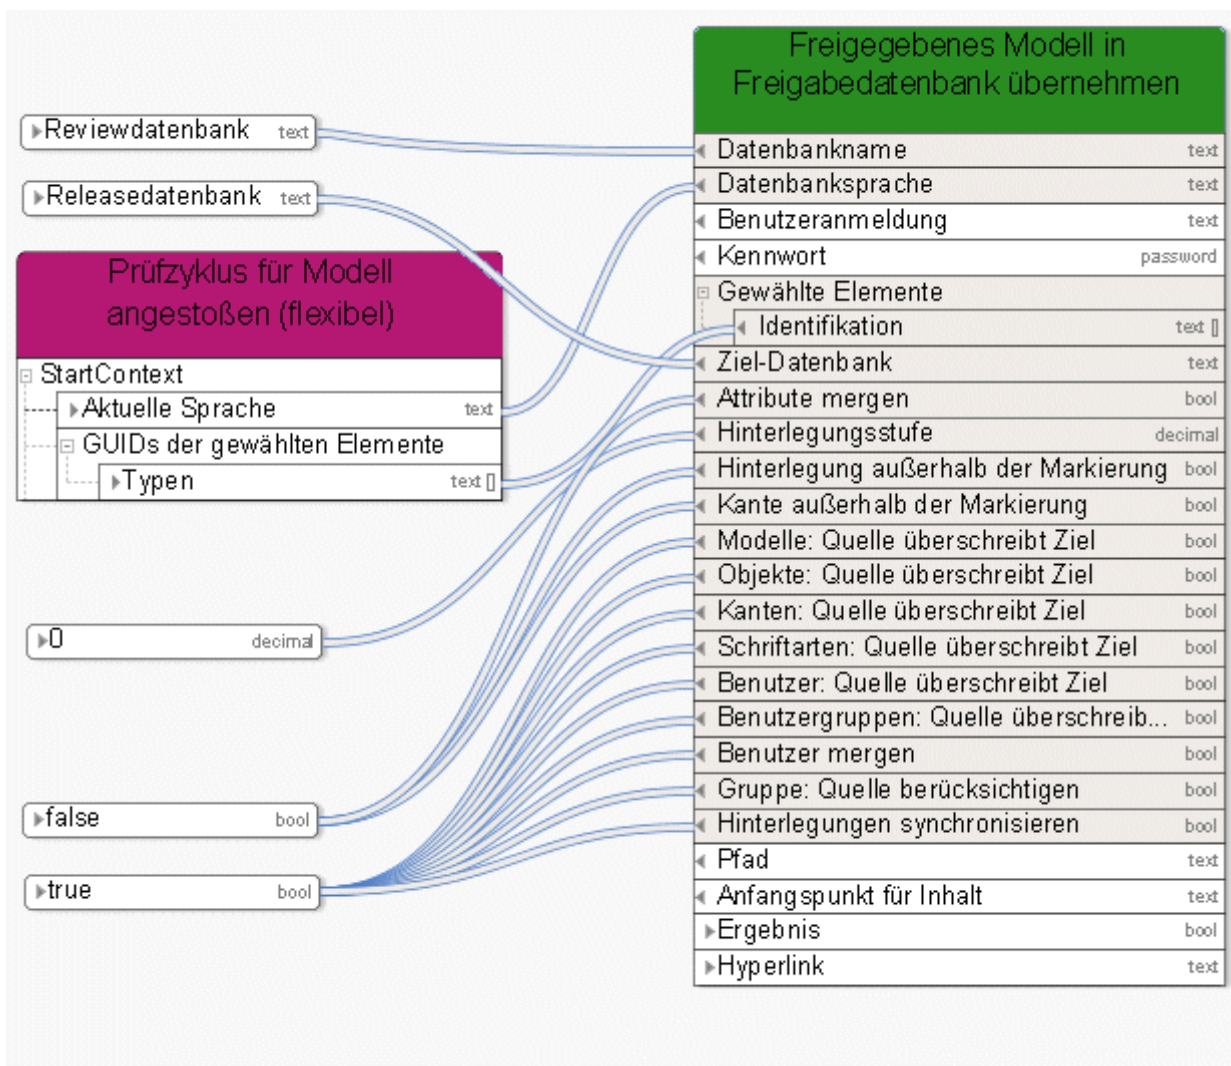 Freigegebenes Modell in
Freigabedatenbank übernehmen
Reviewdatenbank text
Releasedatenbank text
Prüfzyklus für Modell
angestoßen (flexibel)
StartContext
Aktuelle Sprache text
GUIDs der gewählten Elemente
Typen text []
0 decimal
false bool
true bool
Datenbankname text
Datenbanksprache text
Benutzeranmeldung text
Kennwort password
Gewählte Elemente
Identifikation text []
Ziel-Datenbank text
Attribute mergen bool
Hinterlegungsstufe decimal
Hinterlegung außerhalb der Markierung bool
Kante außerhalb der Markierung bool
Modelle: Quelle überschreibt Ziel bool
Objekte: Quelle überschreibt Ziel bool
Kanten: Quelle überschreibt Ziel bool
Schriftarten: Quelle überschreibt Ziel bool
Benutzer: Quelle überschreibt Ziel bool
Benutzergruppen: Quelle überschreib... bool
Benutzer mergen bool
Gruppe: Quelle berücksichtigen bool
Hinterlegungen synchronisieren bool
Pfad text
Anfangspunkt für Inhalt text
Ergebnis bool
Hyperlink text